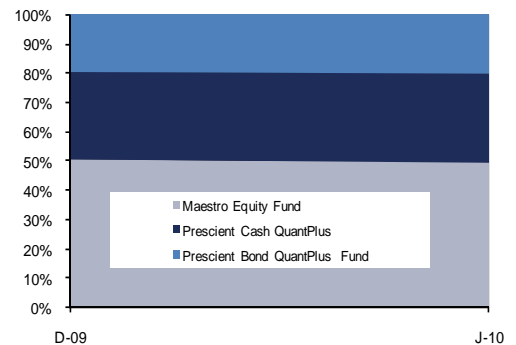 100%
90%
80%
70%
60%
50%
40%
30%
20%
10%
0%
Maestro Equity Fund
Prescient Cash QuantPlus
Prescient Bond QuantPlus Fund
D-09 J-10